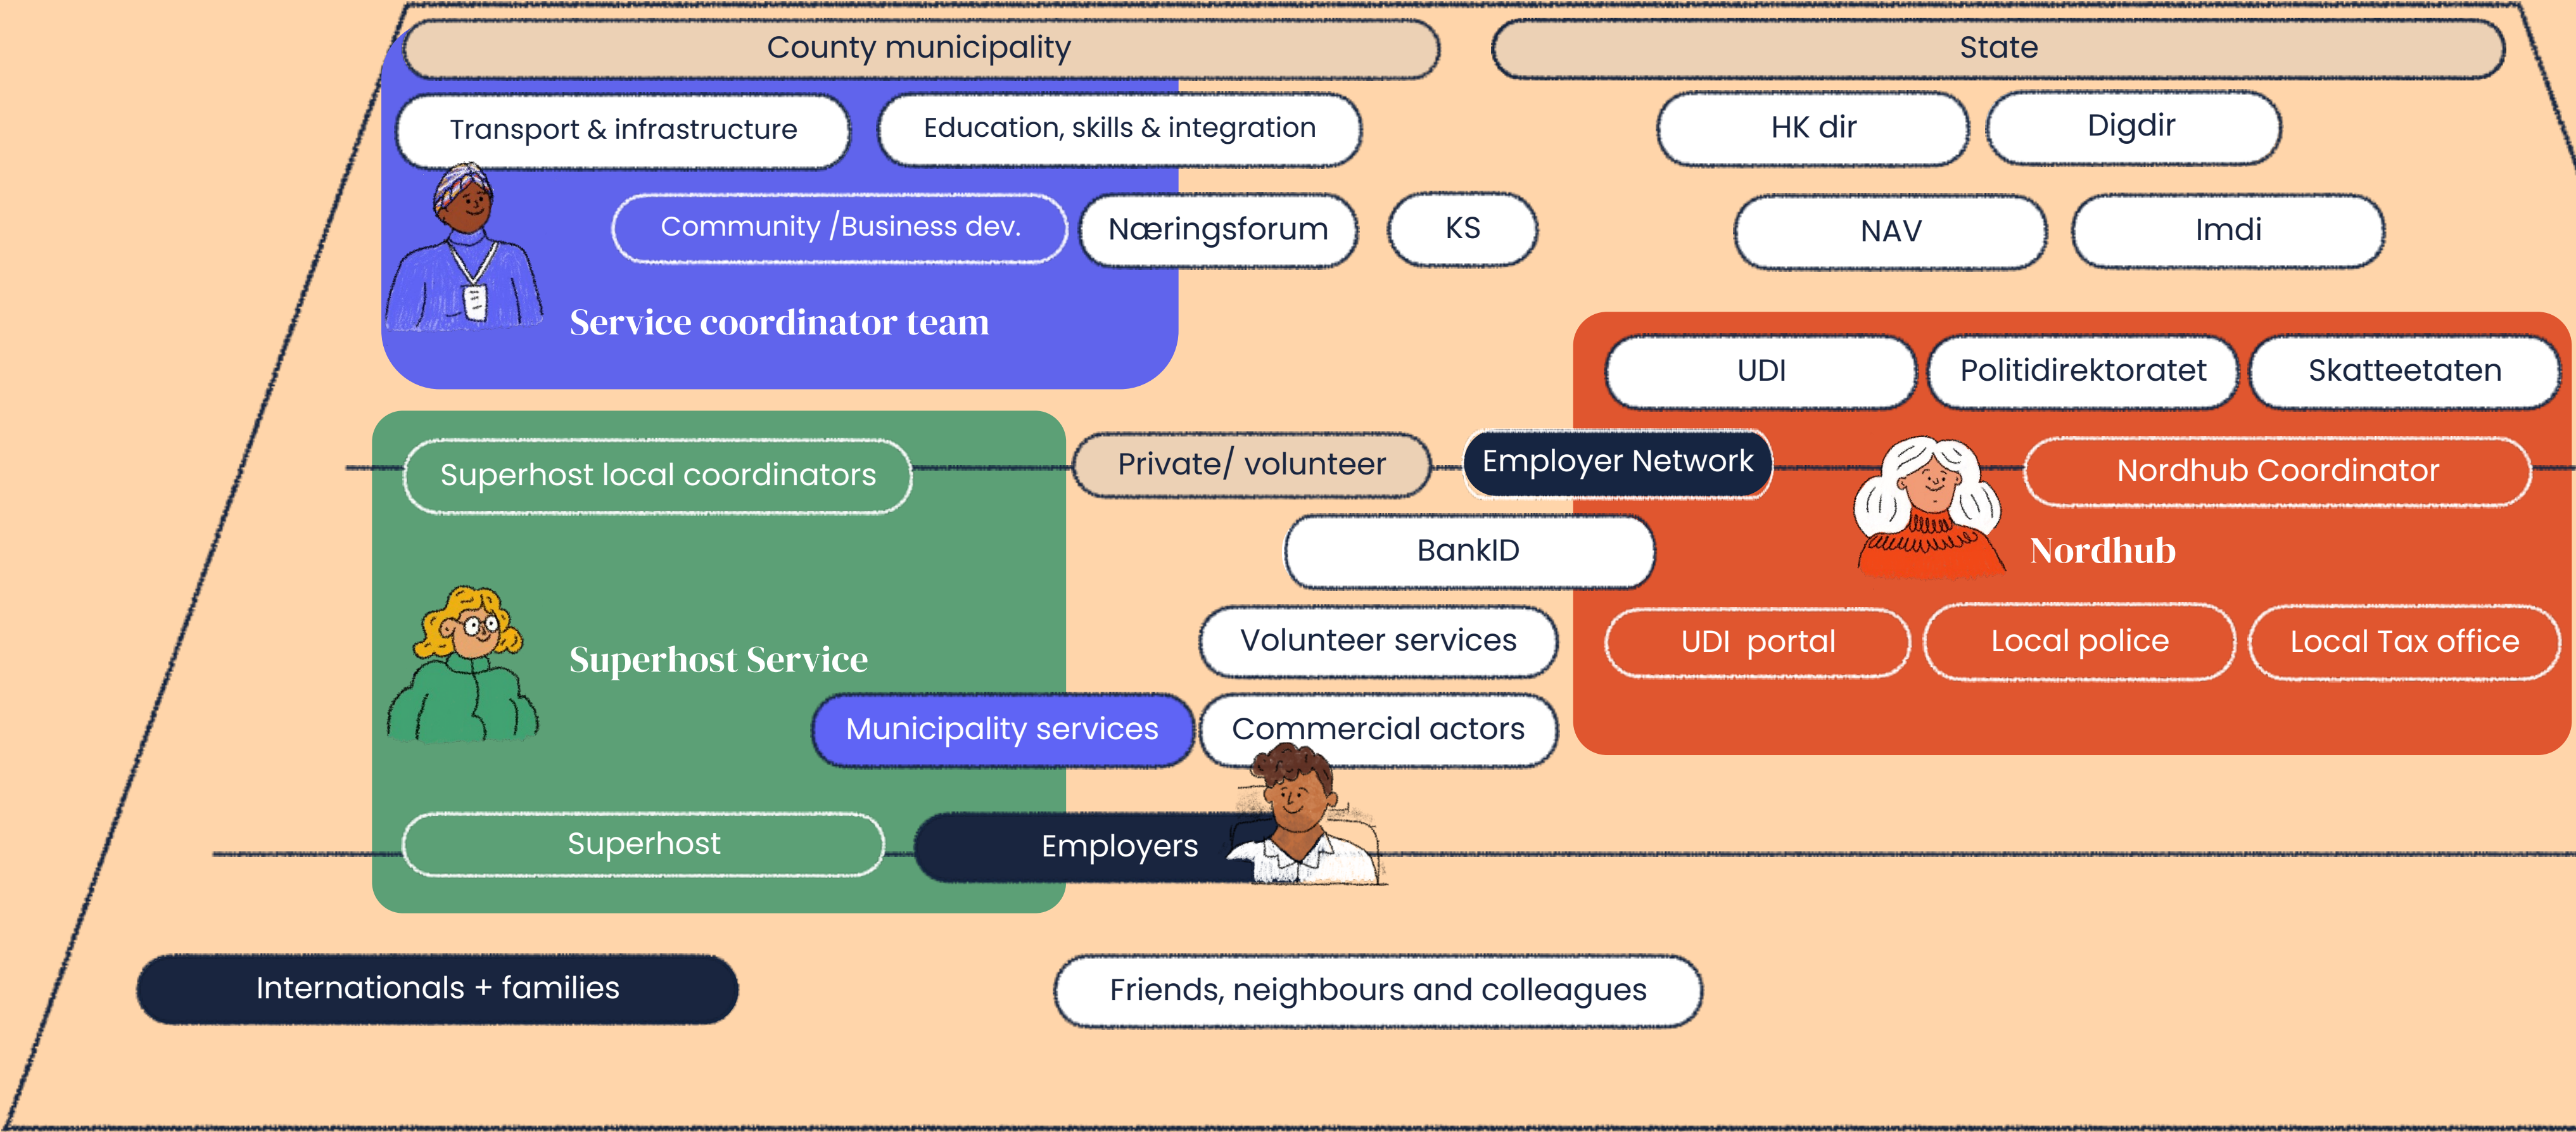 County municipality
State
Transport & infrastructure
Education, skills & integration
HK dir
Digdir
Community /Business dev.
Næringsforum
KS
NAV
Imdi
Service coordinator team
UDI
Politidirektoratet
Skatteetaten
Superhost local coordinators
Private/ volunteer
Employer Network
Nordhub Coordinator
BankID
Nordhub
Volunteer services
UDI portal
Local police
Local Tax office
Superhost Service
Municipality services
Commercial actors
Superhost
Employers
Internationals + families
Friends, neighbours and colleagues